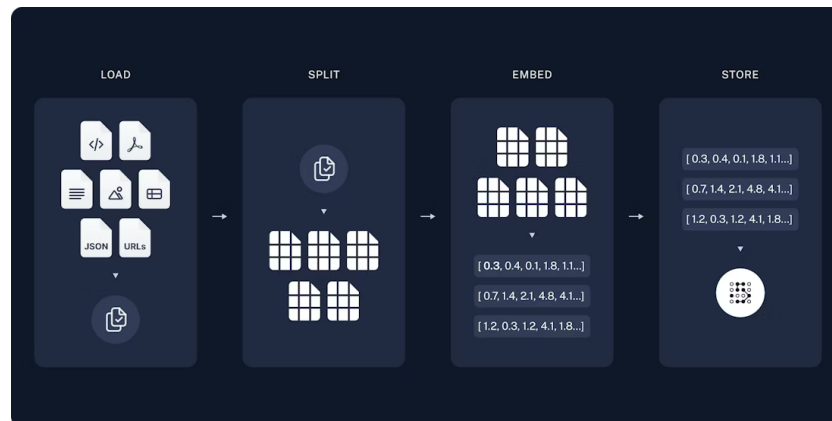 LOAD
SPLIT
EMBED
STORE
</>
JSON
URLs
[ 0.3, 0.4, 0.1, 1.8, 1.1...]
[ 0.7, 1.4, 2.1, 4.8, 4.1...]
[ 1.2, 0.3, 1.2, 4.1, 1.8...]
[ 0.3, 0.4, 0.1, 1.8, 1.1...]
[ 0.7, 1.4, 2.1, 4.8, 4.1...]
[ 1.2, 0.3, 1.2, 4.1, 1.8...]